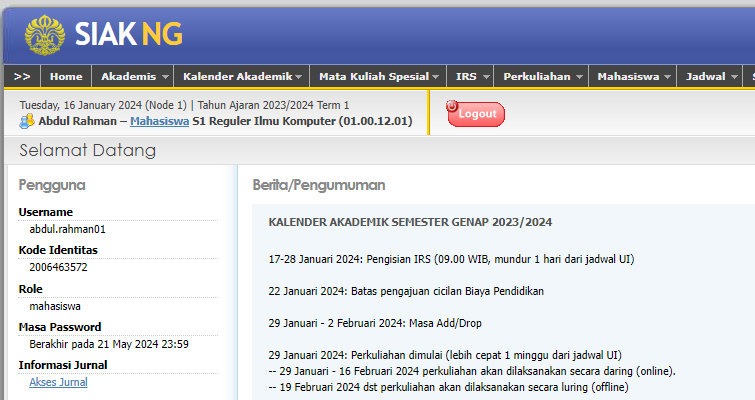 SIAK NG
>> Home Akademis Kalender Akademik Mata Kuliah Spesial IRS Perkuliahan Mahasiswa Jadwal
Tuesday, 16 January 2024 (Node 1) | Tahun Ajaran 2023/2024 Term 1
Abdul Rahman – Mahasiswa S1 Reguler Ilmu Komputer (01.00.12.01)
Logout
Selamat Datang
Pengguna
Username
abdul.rahman01
Kode Identitas
2006463572
Role
mahasiswa
Masa Password
Berakhir pada 21 May 2024 23:59
Informasi Jurnal
Akses Jurnal
Berita/Pengumuman
KALENDER AKADEMIK SEMESTER GENAP 2023/2024
17-28 Januari 2024: Pengisian IRS (09.00 WIB, mundur 1 hari dari jadwal UI)
22 Januari 2024: Batas pengajuan cicilan Biaya Pendidikan
29 Januari - 2 Februari 2024: Masa Add/Drop
29 Januari 2024: Perkuliahan dimulai (lebih cepat 1 minggu dari jadwal UI)
-- 29 Januari - 16 Februari 2024 perkuliahan akan dilaksanakan secara daring (online).
-- 19 Februari 2024 dst perkuliahan akan dilaksanakan secara luring (offline)